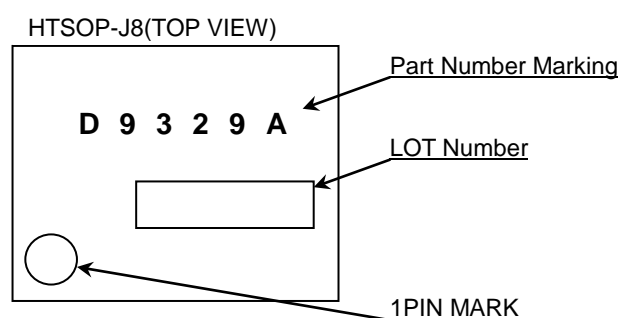 HTSOP-J8(TOP VIEW)
Part Number Marking
D 9 3 2 9 A
LOT Number
1PIN MARK